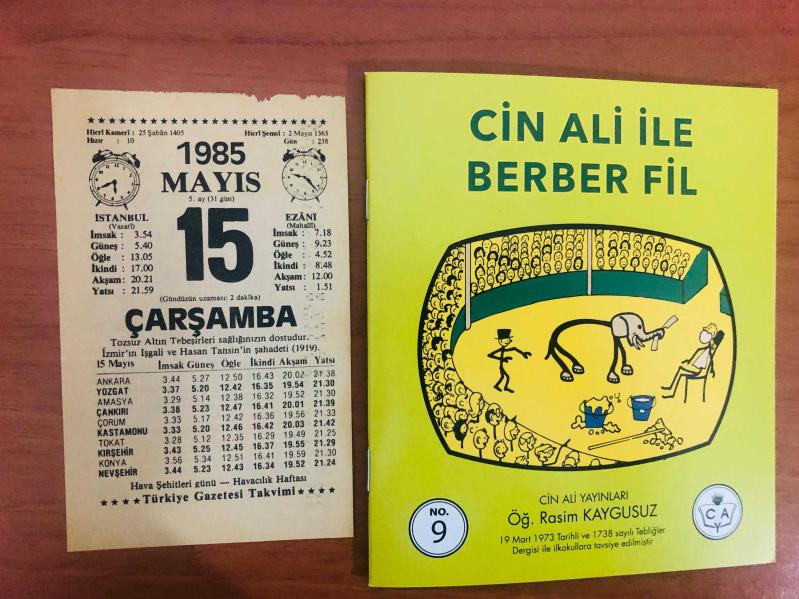 Hicrî Kamerî : 25 Şabân 1405 Hicrî Şemsî : 2 Mayıs 1363
Hızır : 10 Gün : 238
1985
MAYIS
5. ay (31 gün)
İSTANBUL
(Vasatî)
İmsak : 3.54
Güneş : 5.40
Öğle : 13.05
İkindi : 17.00
Akşam : 20.21
Yatsı : 21.59
15
EZÂNÎ
(Mahallî)
İmsak : 7.18
Güneş : 9.23
Öğle : 4.52
İkindi : 8.48
Akşam : 12.00
Yatsı : 1.51
(Gündüzün uzaması: 2 dakika)
ÇARŞAMBA
Tozsuz Altın Tebeşirleri sağlığınızın dostudur.
İzmir'in İşgali ve Hasan Tahsin'in şahadeti (1919).
15 Mayıs İmsak Güneş Öğle İkindi Akşam Yatsı
ANKARA 3.44 5.27 12.50 16.43 20.02 21.38
YOZGAT 3.37 5.20 12.42 16.35 19.54 21.30
AMASYA 3.29 5.14 12.38 16.32 19.52 21.30
ÇANKIRI 3.38 5.23 12.47 16.41 20.01 21.39
ÇORUM 3.33 5.17 12.42 16.36 19.56 21.33
KASTAMONU 3.33 5.20 12.46 16.42 20.03 21.42
TOKAT 3.28 5.12 12.35 16.29 19.49 21.25
KIRŞEHİR 3.43 5.25 12.45 16.37 19.55 21.29
KONYA 3.56 5.34 12.51 16.41 19.59 21.30
NEVŞEHİR 3.44 5.23 12.43 16.34 19.52 21.24
Hava Şehitleri günü — Havacılık Haftası
Türkiye Gazetesi Takvimi
CİN ALİ İLE
BERBER FİL
CİN ALİ YAYINLARI
Öğ. Rasim KAYGUSUZ
19 Mart 1973 Tarihli ve 1738 sayılı Tebliğler
Dergisi ile ilkokullara tavsiye edilmiştir
NO.
9
C A
Y